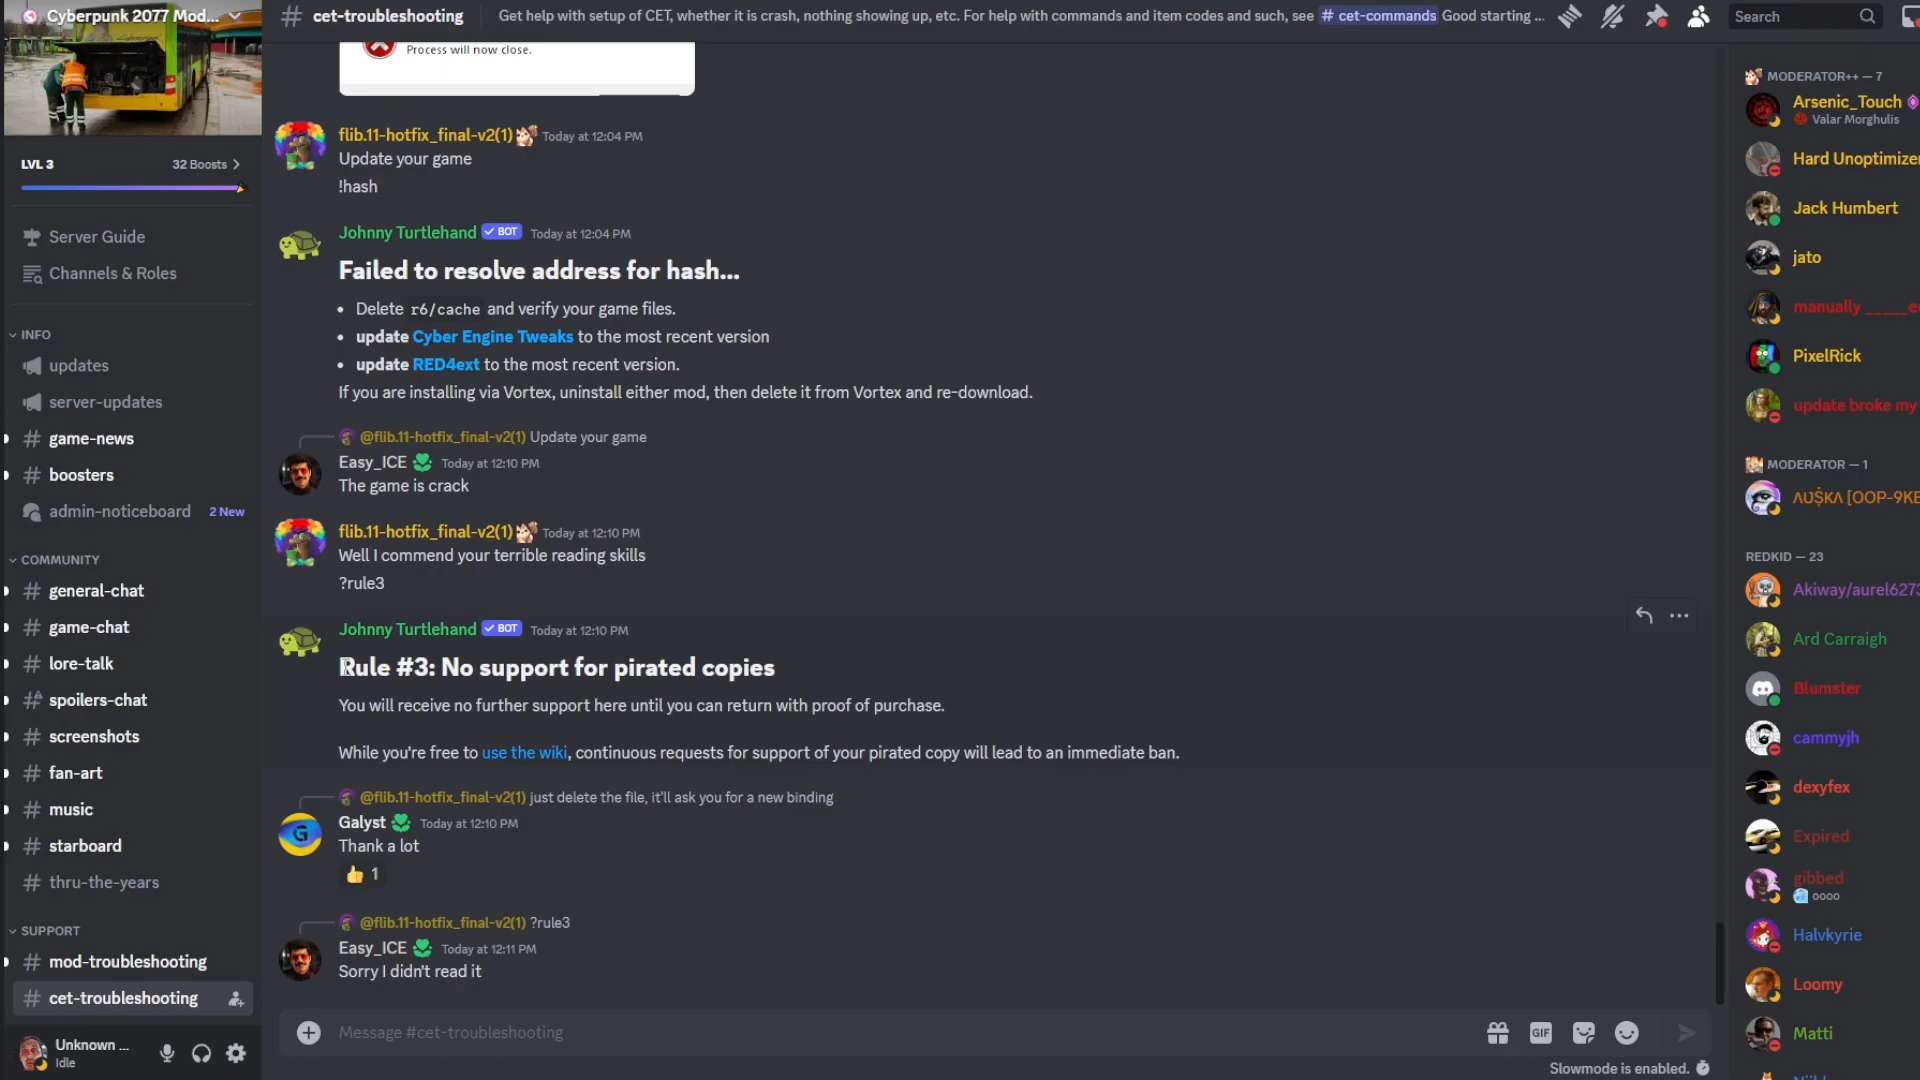 Cyberpunk 2077 Mod...
LVL 3
32 Boosts
Server Guide
Channels & Roles
INFO
updates
server-updates
# game-news
# boosters
admin-noticeboard
2 New
COMMUNITY
# general-chat
# game-chat
# lore-talk
# spoilers-chat
# screenshots
# fan-art
# music
# starboard
# thru-the-years
SUPPORT
# mod-troubleshooting
# cet-troubleshooting
Unknown ...
Idle
# cet-troubleshooting
Get help with setup of CET, whether it is crash, nothing showing up, etc. For help with commands and item codes and such, see # cet-commands Good starting ...
Search
Process will now close.
flib.11-hotfix_final-v2(1) Today at 12:04 PM
Update your game
!hash
Johnny Turtlehand BOT Today at 12:04 PM
Failed to resolve address for hash...
• Delete r6/cache and verify your game files.
• update Cyber Engine Tweaks to the most recent version
• update RED4ext to the most recent version.
If you are installing via Vortex, uninstall either mod, then delete it from Vortex and re-download.
@flib.11-hotfix_final-v2(1) Update your game
Easy_ICE Today at 12:10 PM
The game is crack
flib.11-hotfix_final-v2(1) Today at 12:10 PM
Well I commend your terrible reading skills
?rule3
Johnny Turtlehand BOT Today at 12:10 PM
Rule #3: No support for pirated copies
You will receive no further support here until you can return with proof of purchase.
While you're free to use the wiki, continuous requests for support of your pirated copy will lead to an immediate ban.
@flib.11-hotfix_final-v2(1) just delete the file, it'll ask you for a new binding
G
Galyst Today at 12:10 PM
Thank a lot
1
@flib.11-hotfix_final-v2(1) ?rule3
Easy_ICE Today at 12:11 PM
Sorry I didn't read it
Message #cet-troubleshooting
GIF
Slowmode is enabled.
MODERATOR++ — 7
Arsenic_Touch
Valar Morghulis
Hard Unoptimize
Jack Humbert
jato
manually _____e
PixelRick
update broke my
MODERATOR — 1
ΛUṨKΛ [OOP-9KE
REDKID — 23
Akiway/aurel627
Ard Carraigh
Blumster
cammyjh
dexyfex
Expired
gibbed
oooo
Halvkyrie
Loomy
Matti